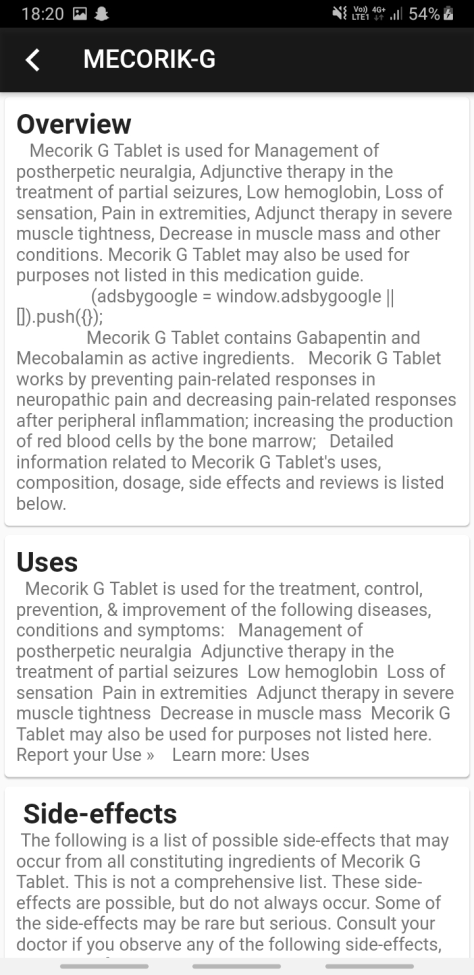 18:20 Vo) 4G+ LTE1 54%
MECORIK-G
Overview
Mecorik G Tablet is used for Management of
postherpetic neuralgia, Adjunctive therapy in the
treatment of partial seizures, Low hemoglobin, Loss of
sensation, Pain in extremities, Adjunct therapy in severe
muscle tightness, Decrease in muscle mass and other
conditions. Mecorik G Tablet may also be used for
purposes not listed in this medication guide.
(adsbygoogle = window.adsbygoogle ||
[]).push({});
Mecorik G Tablet contains Gabapentin and
Mecobalamin as active ingredients. Mecorik G Tablet
works by preventing pain-related responses in
neuropathic pain and decreasing pain-related responses
after peripheral inflammation; increasing the production
of red blood cells by the bone marrow; Detailed
information related to Mecorik G Tablet's uses,
composition, dosage, side effects and reviews is listed
below.
Uses
Mecorik G Tablet is used for the treatment, control,
prevention, & improvement of the following diseases,
conditions and symptoms: Management of
postherpetic neuralgia Adjunctive therapy in the
treatment of partial seizures Low hemoglobin Loss of
sensation Pain in extremities Adjunct therapy in severe
muscle tightness Decrease in muscle mass Mecorik G
Tablet may also be used for purposes not listed here.
Report your Use » Learn more: Uses
Side-effects
The following is a list of possible side-effects that may
occur from all constituting ingredients of Mecorik G
Tablet. This is not a comprehensive list. These side-
effects are possible, but do not always occur. Some of
the side-effects may be rare but serious. Consult your
doctor if you observe any of the following side-effects,